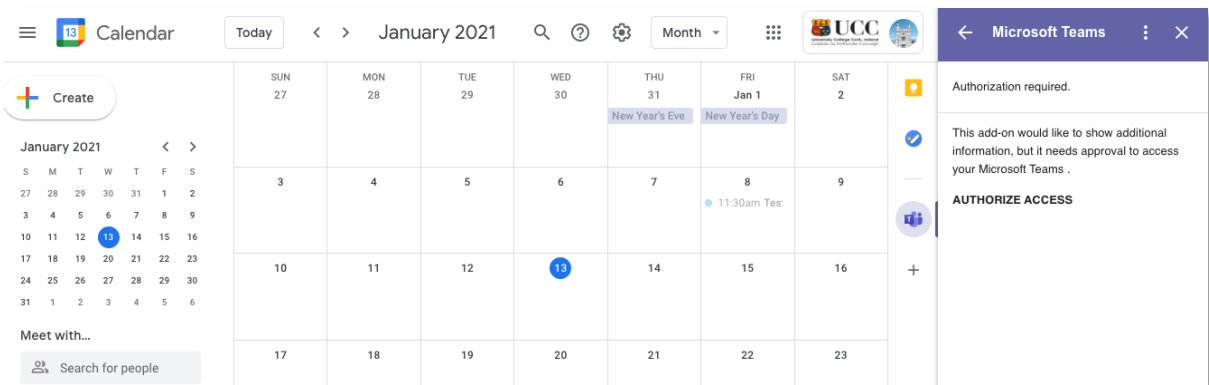 13 Calendar Today January 2021 Month UCC
Create
January 2021
S M T W T F S
27 28 29 30 31 1 2
3 4 5 6 7 8 9
10 11 12 13 14 15 16
17 18 19 20 21 22 23
24 25 26 27 28 29 30
31 1 2 3 4 5 6
Meet with...
Search for people
SUN MON TUE WED THU FRI SAT
27 28 29 30 31 Jan 1 2
New Year's Eve New Year's Day
3 4 5 6 7 8 9
11:30am Tes
10 11 12 13 14 15 16
17 18 19 20 21 22 23
Microsoft Teams
Authorization required.
This add-on would like to show additional
information, but it needs approval to access
your Microsoft Teams .
AUTHORIZE ACCESS